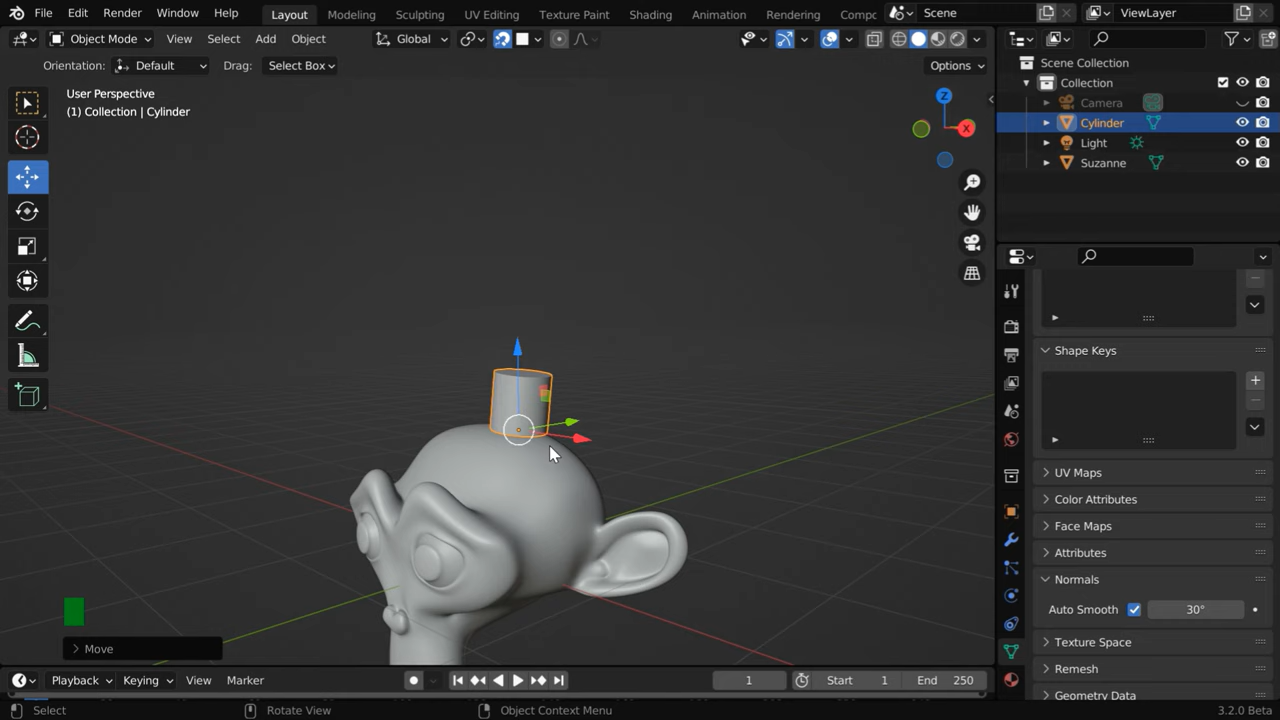 File Edit Render Window Help Layout Modeling Sculpting UV Editing Texture Paint Shading Animation Rendering Compc Scene ViewLayer
Object Mode View Select Add Object Global
Orientation: Default Drag: Select Box Options
User Perspective
(1) Collection | Cylinder
Z
X
Move
Playback Keying View Marker 1 Start 1 End 250
Select Rotate View Object Context Menu 3.2.0 Beta
Scene Collection
Collection
Camera
Cylinder
Light
Suzanne
Shape Keys
UV Maps
Color Attributes
Face Maps
Attributes
Normals
Auto Smooth 30°
Texture Space
Remesh
Geometry Data